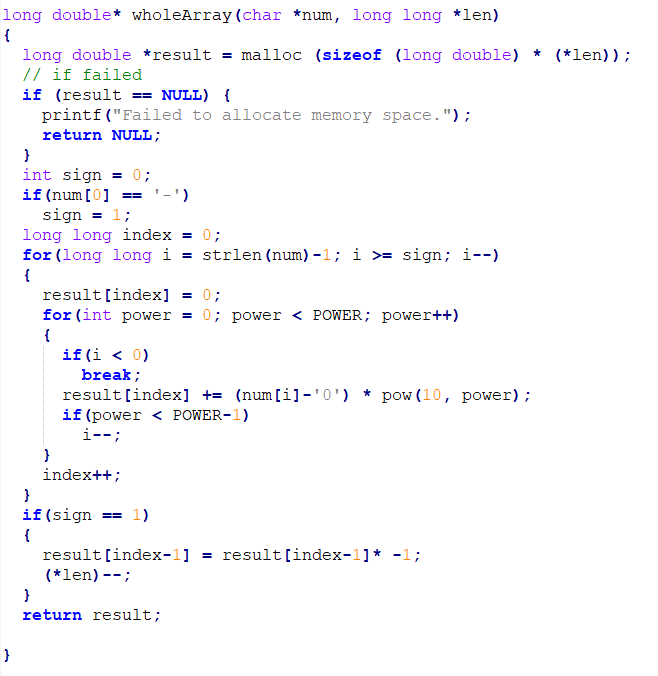 long double* wholeArray(char *num, long long *len)
{
  long double *result = malloc (sizeof (long double) * (*len));
  // if failed
  if (result == NULL) {
    printf("Failed to allocate memory space.");
    return NULL;
  }
  int sign = 0;
  if(num[0] == '-')
    sign = 1;
  long long index = 0;
  for(long long i = strlen(num)-1; i >= sign; i--)
  {
    result[index] = 0;
    for(int power = 0; power < POWER; power++)
    {
      if(i < 0)
        break;
      result[index] += (num[i]-'0') * pow(10, power);
      if(power < POWER-1)
        i--;
    }
    index++;
  }
  if(sign == 1)
  {
    result[index-1] = result[index-1]* -1;
    (*len)--;
  }
  return result;
}